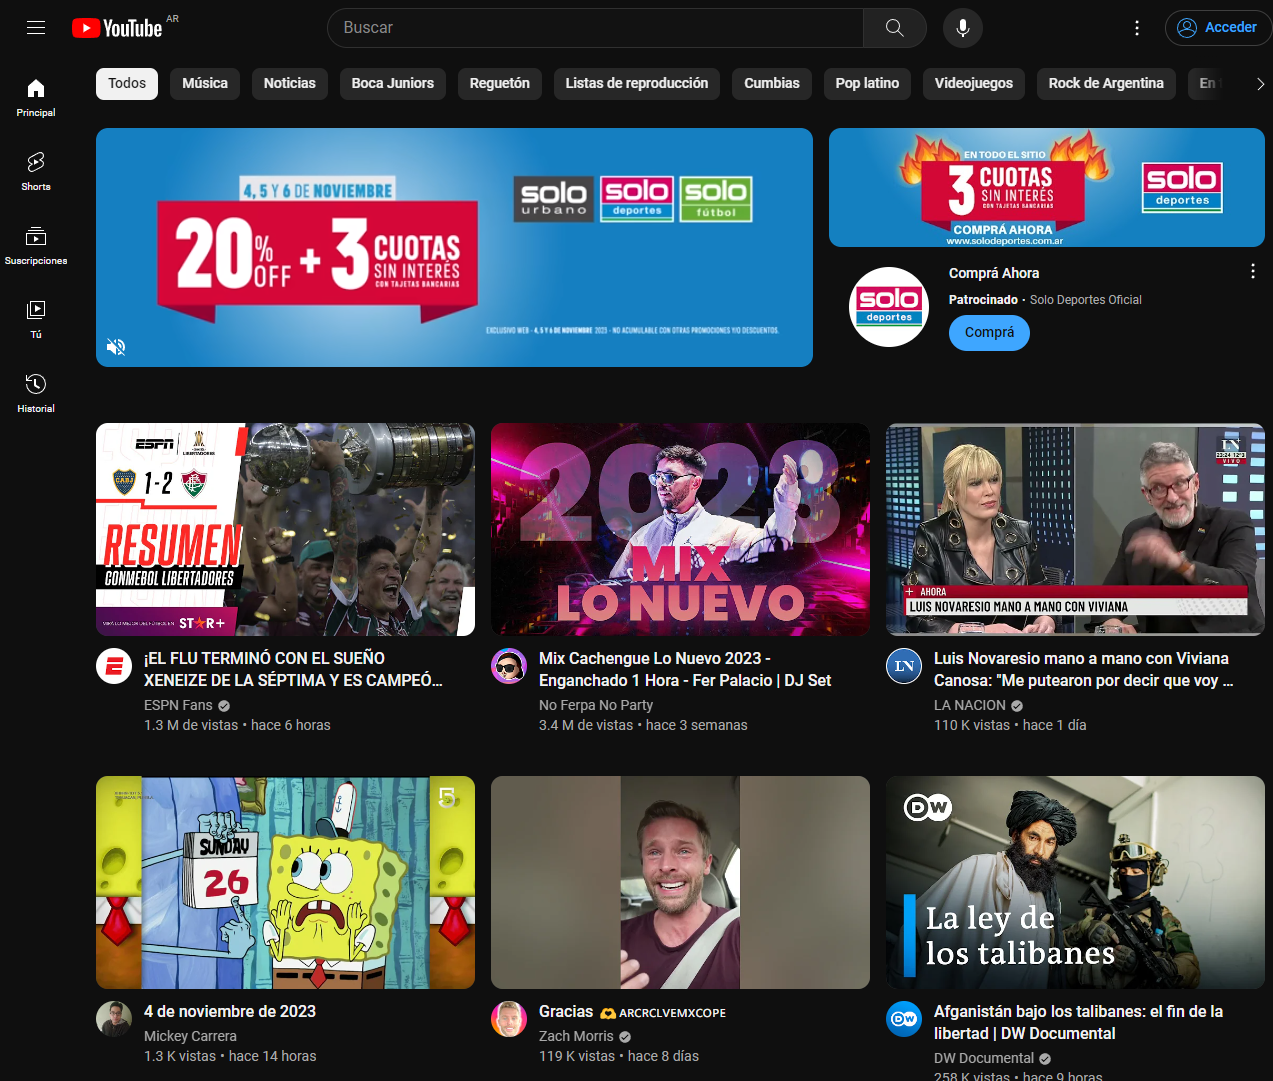 YouTube AR
Buscar
Acceder
Principal
Shorts
Suscripciones
Tú
Historial
Todos
Música
Noticias
Boca Juniors
Reguetón
Listas de reproducción
Cumbias
Pop latino
Videojuegos
Rock de Argentina
4, 5 Y 6 DE NOVIEMBRE
20% OFF + 3 CUOTAS
SIN INTERÉS
CON TAJETAS BANCARIAS
solo urbano
solo deportes
solo fútbol
EXCLUSIVO WEB - 4, 5 Y 6 DE NOVIEMBRE 2023 - NO ACUMULABLE CON OTRAS PROMOCIONES Y/O DESCUENTOS.
EN TODO EL SITIO
3 CUOTAS
SIN INTERÉS
CON TAJETAS BANCARIAS
COMPRÁ AHORA
www.solodeportes.com.ar
solo deportes
solo deportes
Comprá Ahora
Patrocinado · Solo Deportes Oficial
Comprá
ESPN
LIBERTADORES
CABJ
1-2
RESUMEN
CONMEBOL LIBERTADORES
STAR+
¡EL FLU TERMINÓ CON EL SUEÑO
XENEIZE DE LA SÉPTIMA Y ES CAMPEÓ...
ESPN Fans
1.3 M de vistas • hace 6 horas
2023
MIX
LO NUEVO
Mix Cachengue Lo Nuevo 2023 -
Enganchado 1 Hora - Fer Palacio | DJ Set
No Ferpa No Party
3.4 M de vistas • hace 3 semanas
LN
VIVO
AHORA
LUIS NOVARESIO MANO A MANO CON VIVIANA
LN
Luis Novaresio mano a mano con Viviana
Canosa: "Me putearon por decir que voy ...
LA NACION
110 K vistas • hace 1 día
5
SUNDAY
26
4 de noviembre de 2023
Mickey Carrera
1.3 K vistas • hace 14 horas
Gracias 🫶 ARCRCLVEMXCOPE
Zach Morris
119 K vistas • hace 8 días
DW
La ley de
los talibanes
DW
Afganistán bajo los talibanes: el fin de la
libertad | DW Documental
DW Documental
258 K vistas • hace 9 horas